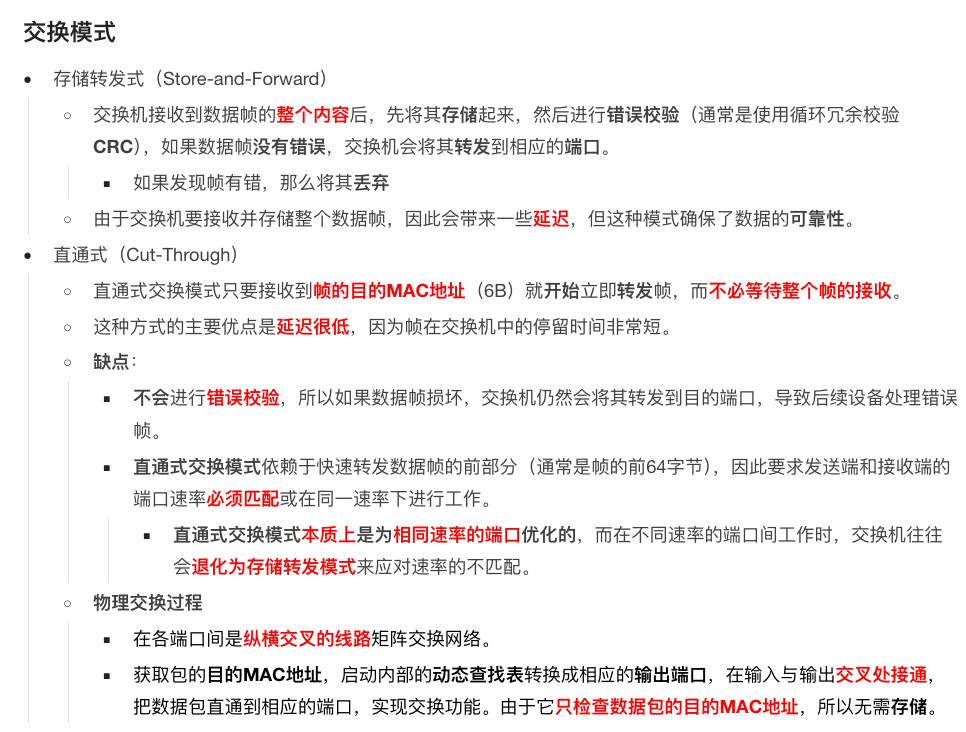 交换模式
存储转发式（Store-and-Forward）
交换机接收到数据帧的整个内容后，先将其存储起来，然后进行错误校验（通常是使用循环冗余校验
CRC），如果数据帧没有错误，交换机会将其转发到相应的端口。
如果发现帧有错，那么将其丢弃
由于交换机要接收并存储整个数据帧，因此会带来一些延迟，但这种模式确保了数据的可靠性。
直通式（Cut-Through）
直通式交换模式只要接收到帧的目的MAC地址（6B）就开始立即转发帧，而不必等待整个帧的接收。
这种方式的主要优点是延迟很低，因为帧在交换机中的停留时间非常短。
缺点：
不会进行错误校验，所以如果数据帧损坏，交换机仍然会将其转发到目的端口，导致后续设备处理错误
帧。
直通式交换模式依赖于快速转发数据帧的前部分（通常是帧的前64字节），因此要求发送端和接收端的
端口速率必须匹配或在同一速率下进行工作。
直通式交换模式本质上是为相同速率的端口优化的，而在不同速率的端口间工作时，交换机往往
会退化为存储转发模式来应对速率的不匹配。
物理交换过程
在各端口间是纵横交叉的线路矩阵交换网络。
获取包的目的MAC地址，启动内部的动态查找表转换成相应的输出端口，在输入与输出交叉处接通，
把数据包直通到相应的端口，实现交换功能。由于它只检查数据包的目的MAC地址，所以无需存储。